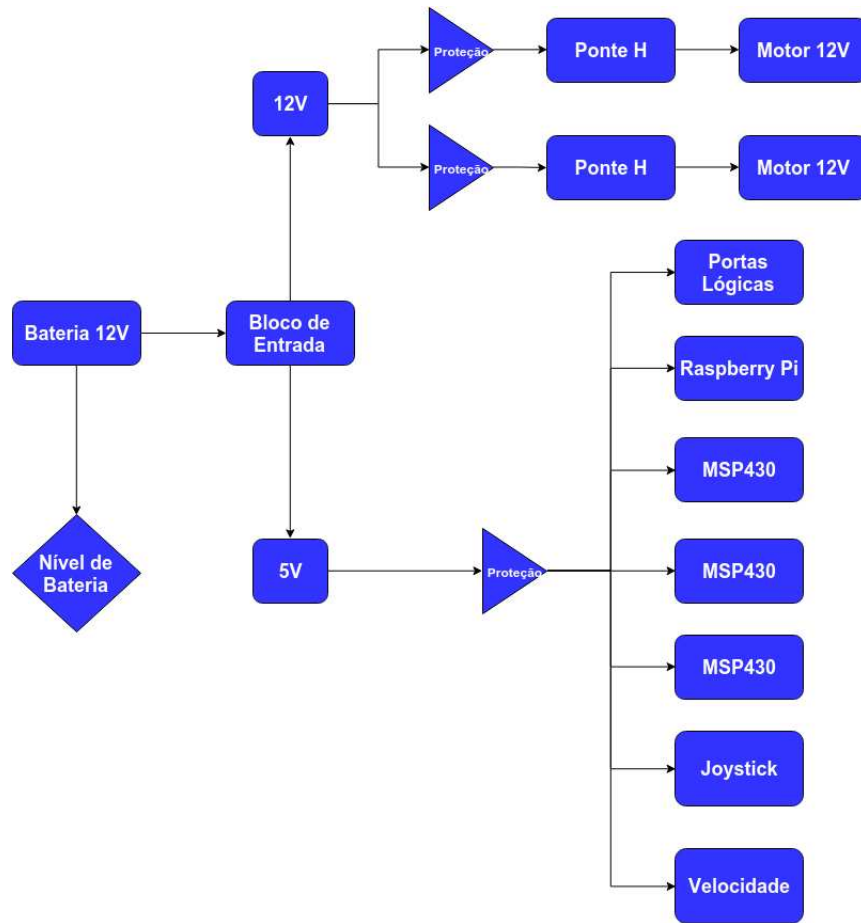 Proteção
Ponte H
Motor 12V
12V
Proteção
Ponte H
Motor 12V
Portas
Lógicas
Bateria 12V
Bloco de
Entrada
Raspberry Pi
MSP430
Nível de
Bateria
5V
Proteção
MSP430
MSP430
Joystick
Velocidade